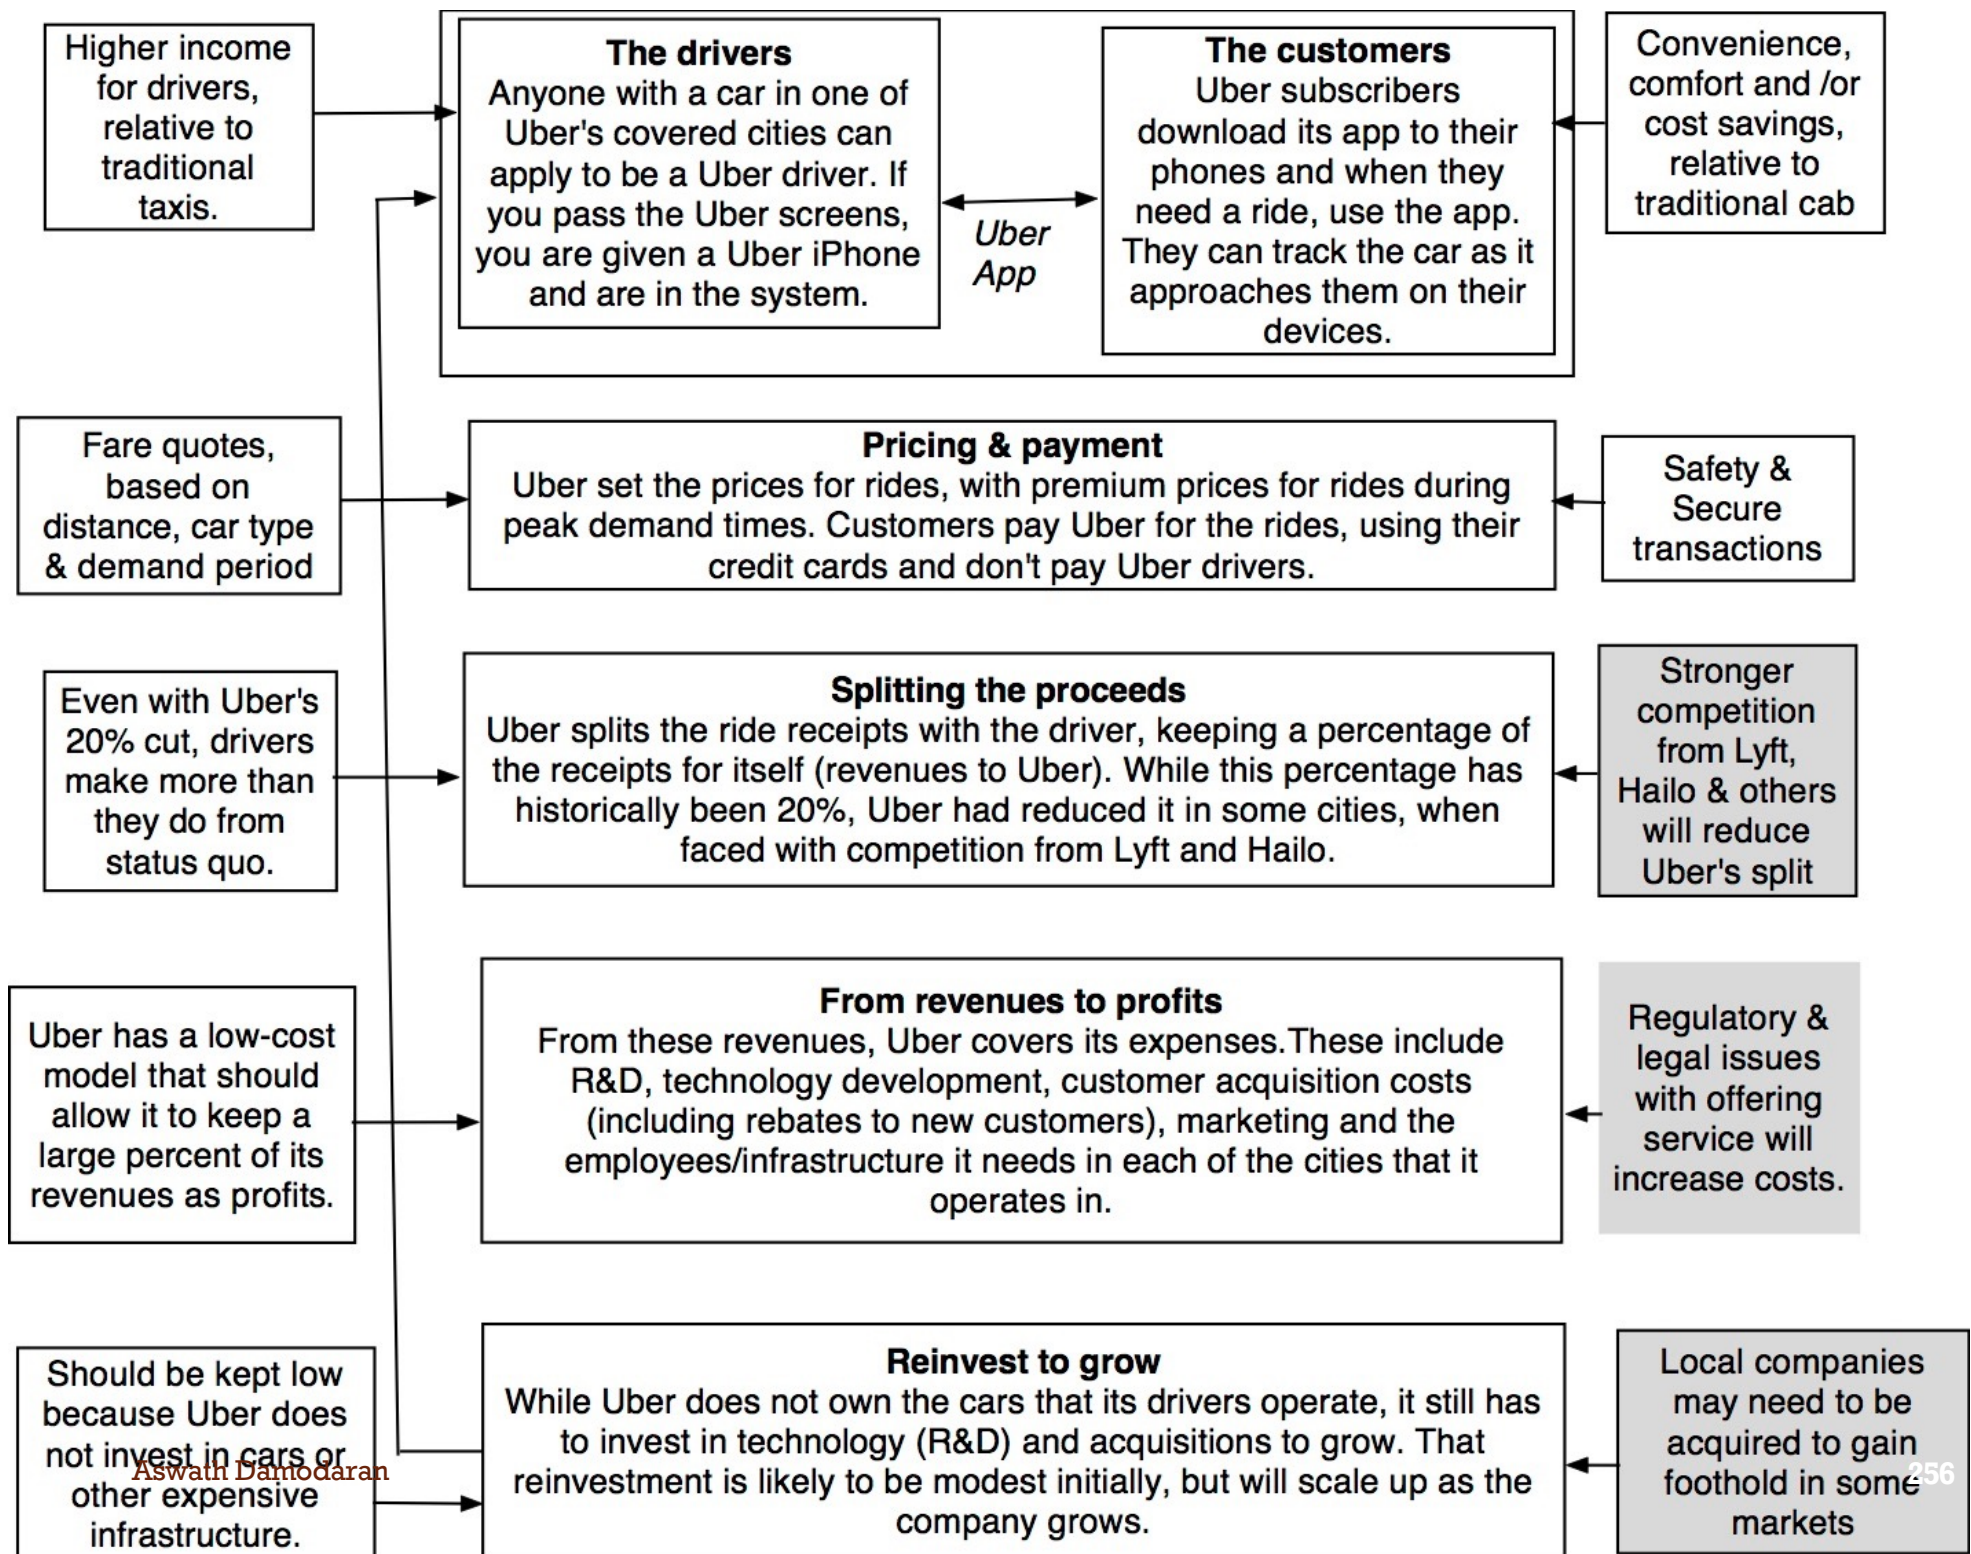 Higher income
for drivers,
relative to
traditional
taxis.
The drivers
Anyone with a car in one of
Uber's covered cities can
apply to be a Uber driver. If
you pass the Uber screens,
you are given a Uber iPhone
and are in the system.
Uber
App
The customers
Uber subscribers
download its app to their
phones and when they
need a ride, use the app.
They can track the car as it
approaches them on their
devices.
Convenience,
comfort and /or
cost savings,
relative to
traditional cab
Fare quotes,
based on
distance, car type
& demand period
Pricing & payment
Uber set the prices for rides, with premium prices for rides during
peak demand times. Customers pay Uber for the rides, using their
credit cards and don't pay Uber drivers.
Safety &
Secure
transactions
Even with Uber's
20% cut, drivers
make more than
they do from
status quo.
Splitting the proceeds
Uber splits the ride receipts with the driver, keeping a percentage of
the receipts for itself (revenues to Uber). While this percentage has
historically been 20%, Uber had reduced it in some cities, when
faced with competition from Lyft and Hailo.
Stronger
competition
from Lyft,
Hailo & others
will reduce
Uber's split
Uber has a low-cost
model that should
allow it to keep a
large percent of its
revenues as profits.
From revenues to profits
From these revenues, Uber covers its expenses.These include
R&D, technology development, customer acquisition costs
(including rebates to new customers), marketing and the
employees/infrastructure it needs in each of the cities that it
operates in.
Regulatory &
legal issues
with offering
service will
increase costs.
Should be kept low
because Uber does
not invest in cars or
other expensive
infrastructure.
Aswath Damodaran
Reinvest to grow
While Uber does not own the cars that its drivers operate, it still has
to invest in technology (R&D) and acquisitions to grow. That
reinvestment is likely to be modest initially, but will scale up as the
company grows.
Local companies
may need to be
acquired to gain
foothold in some
markets
256